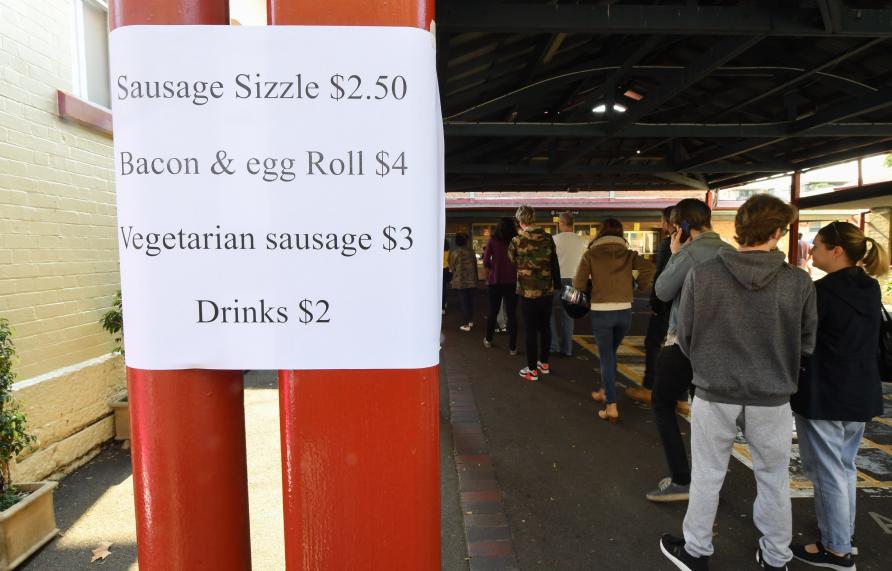 Sausage Sizzle $2.50
Bacon & egg Roll $4
Vegetarian sausage $3
Drinks $2